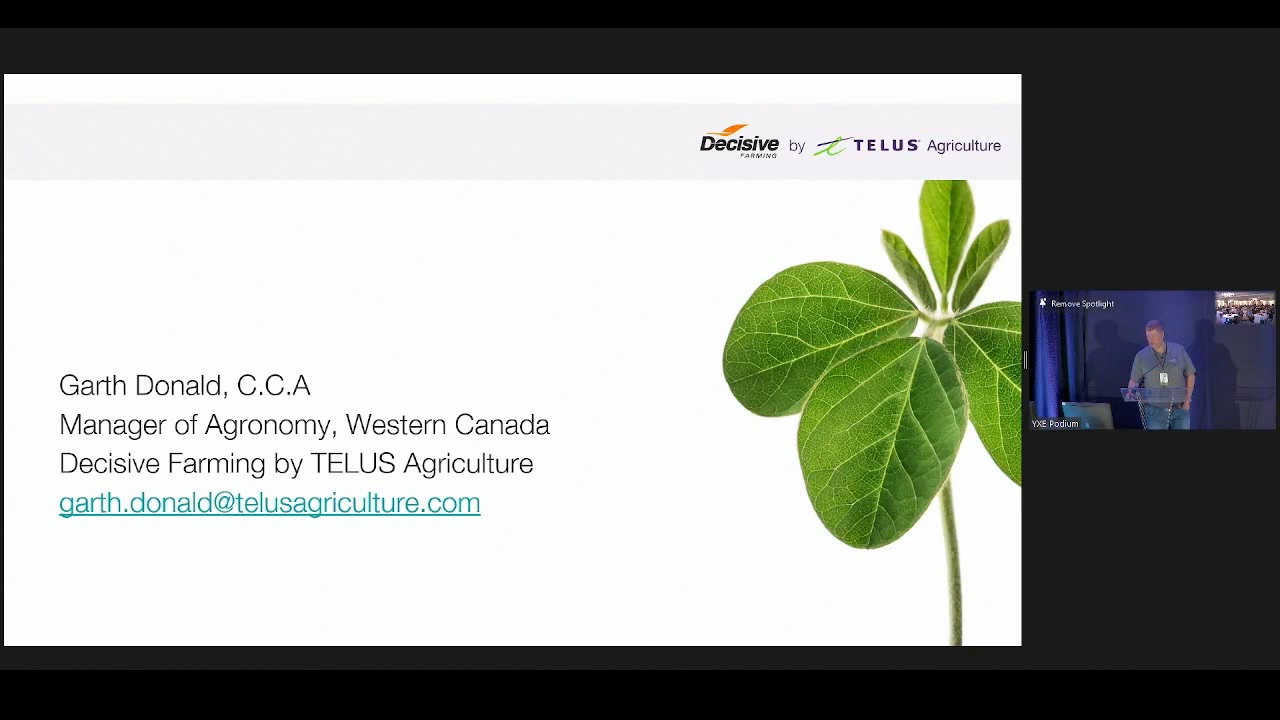 Decisive FARMING by TELUS Agriculture
Garth Donald, C.C.A
Manager of Agronomy, Western Canada
Decisive Farming by TELUS Agriculture
garth.donald@telusagriculture.com
Remove Spotlight
YXE Podium